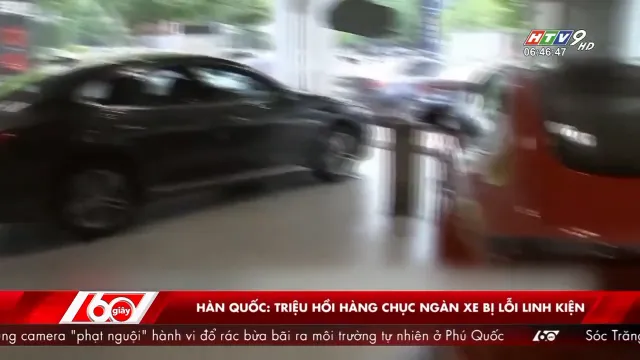 HTV9 HD
06:46:47
60 giây
HÀN QUỐC: TRIỆU HỒI HÀNG CHỤC NGÀN XE BỊ LỖI LINH KIỆN
ng camera "phạt nguội" hành vi đổ rác bừa bãi ra môi trường tự nhiên ở Phú Quốc 60 Sóc Trăng